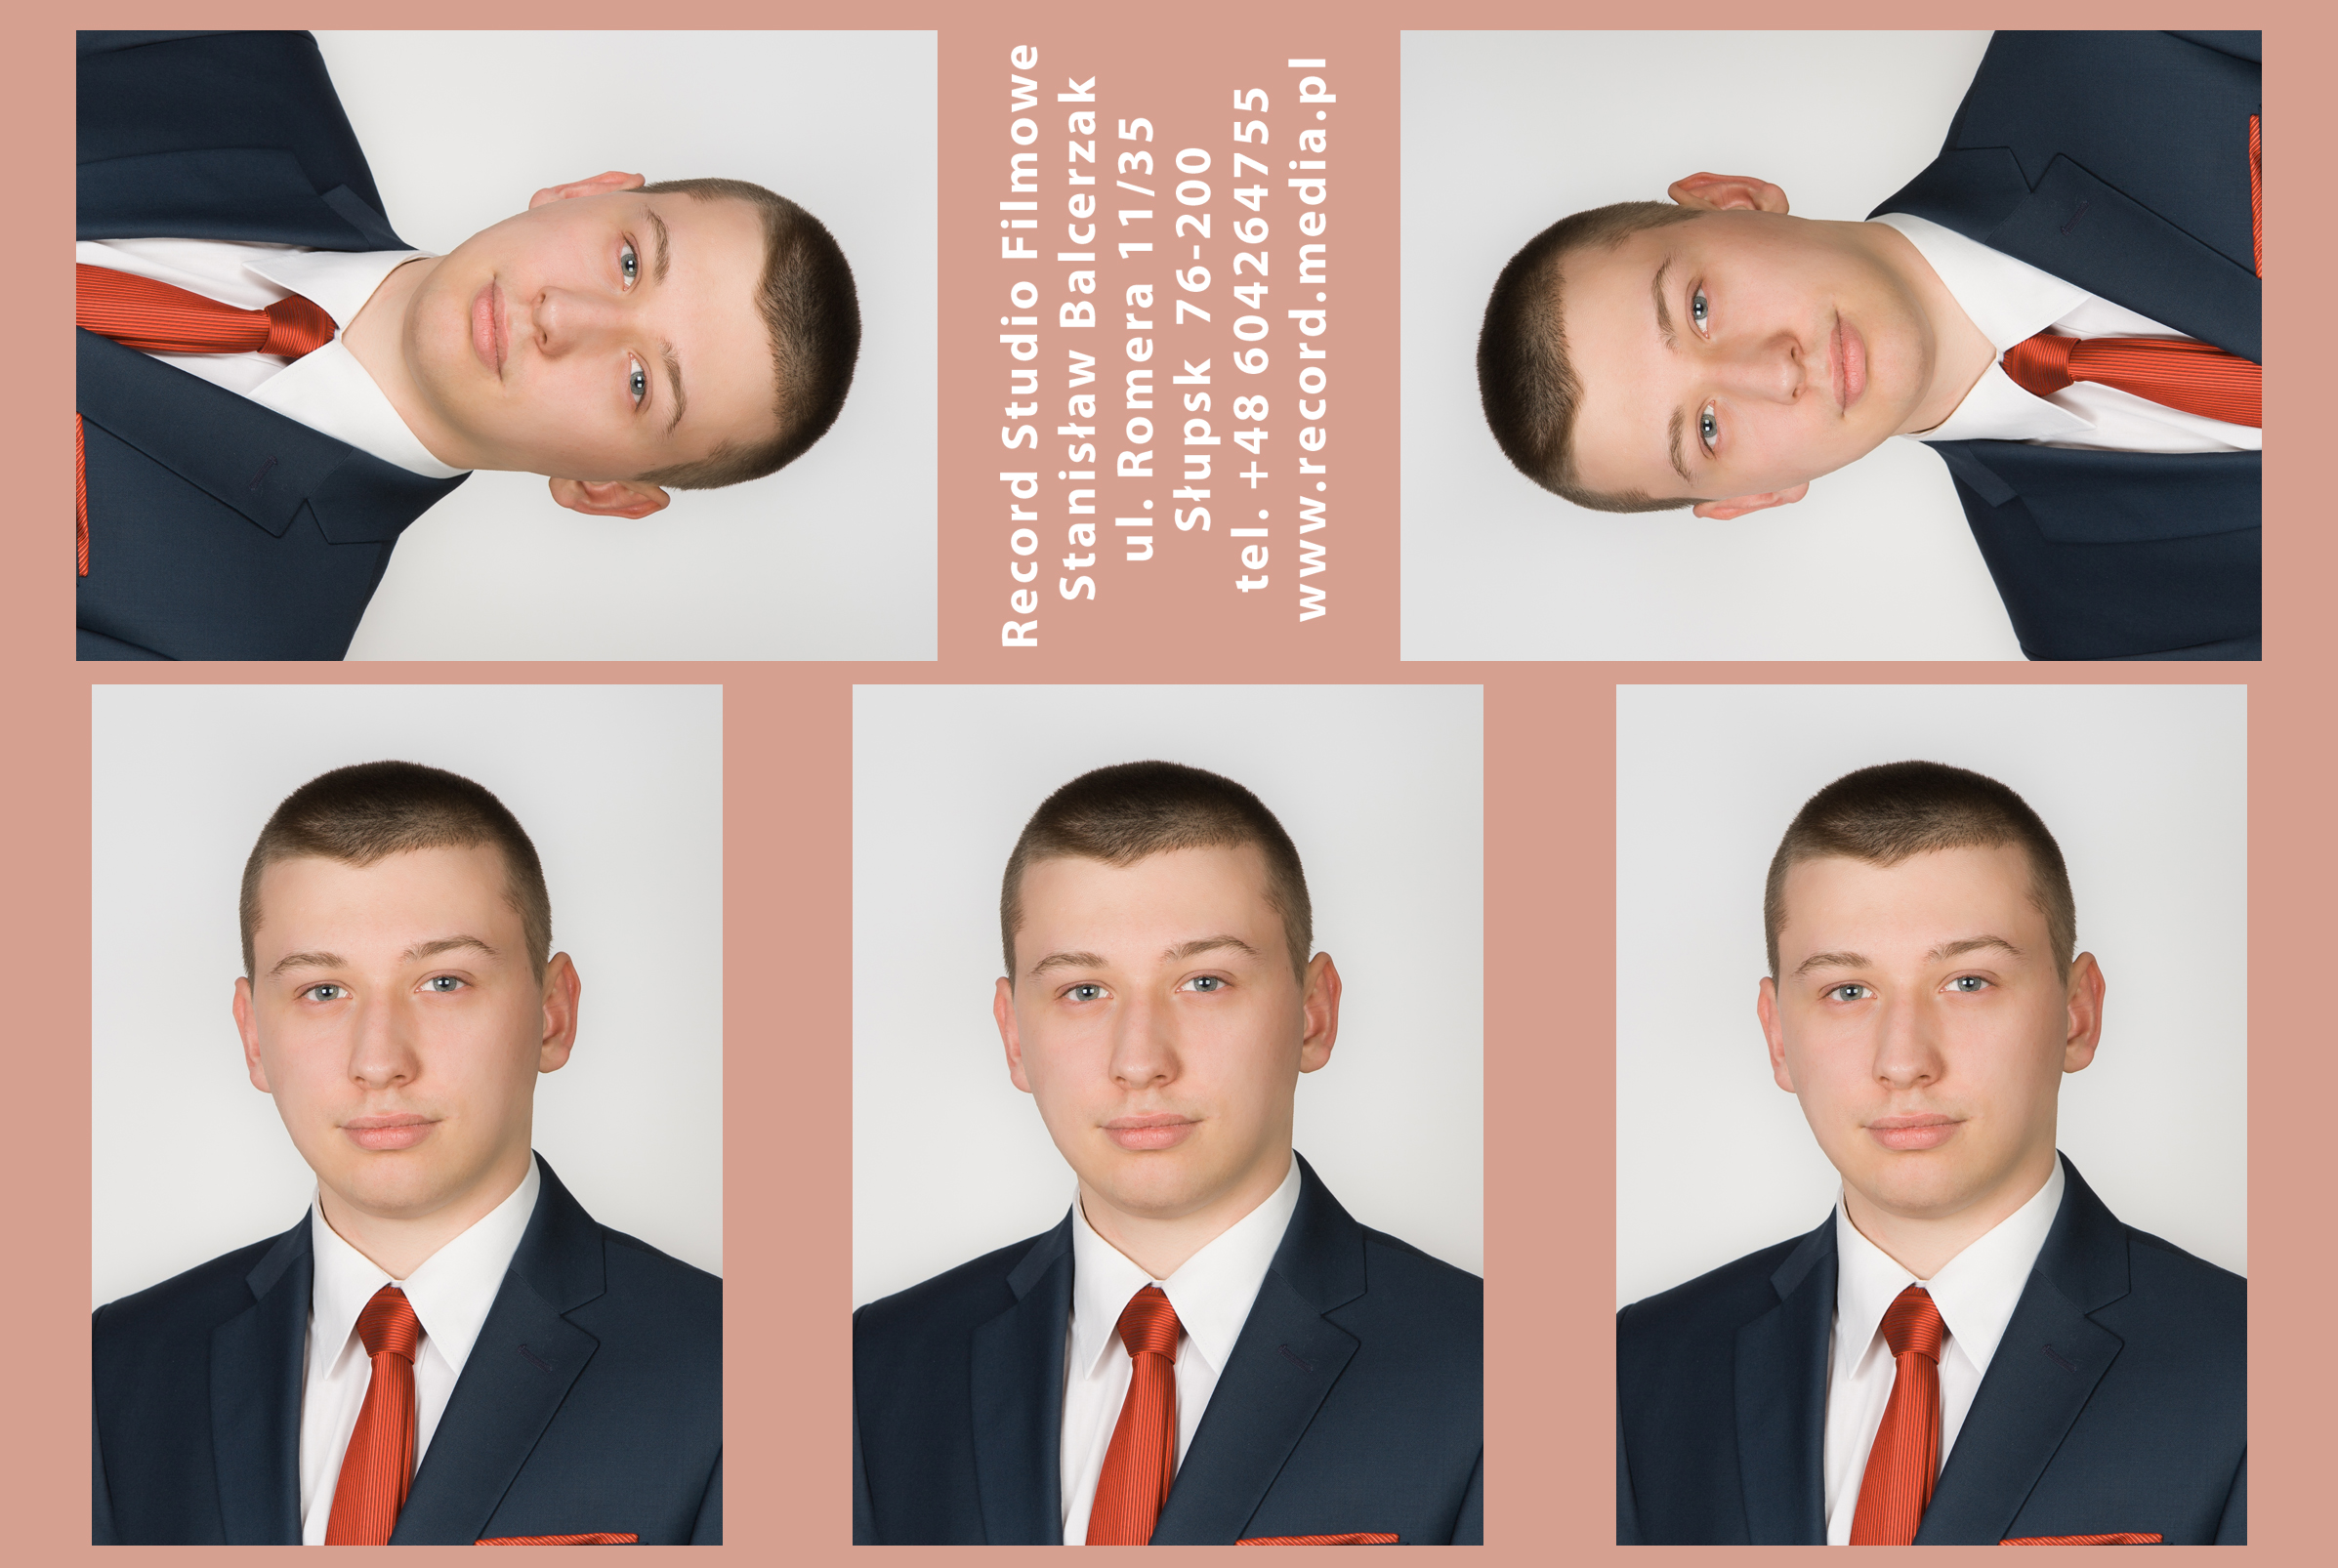 Record Studio Filmowe
Stanisław Balcerzak
ul. Romera 11/35
Słupsk 76-200
tel. +48 604264755
www.record.media.pl